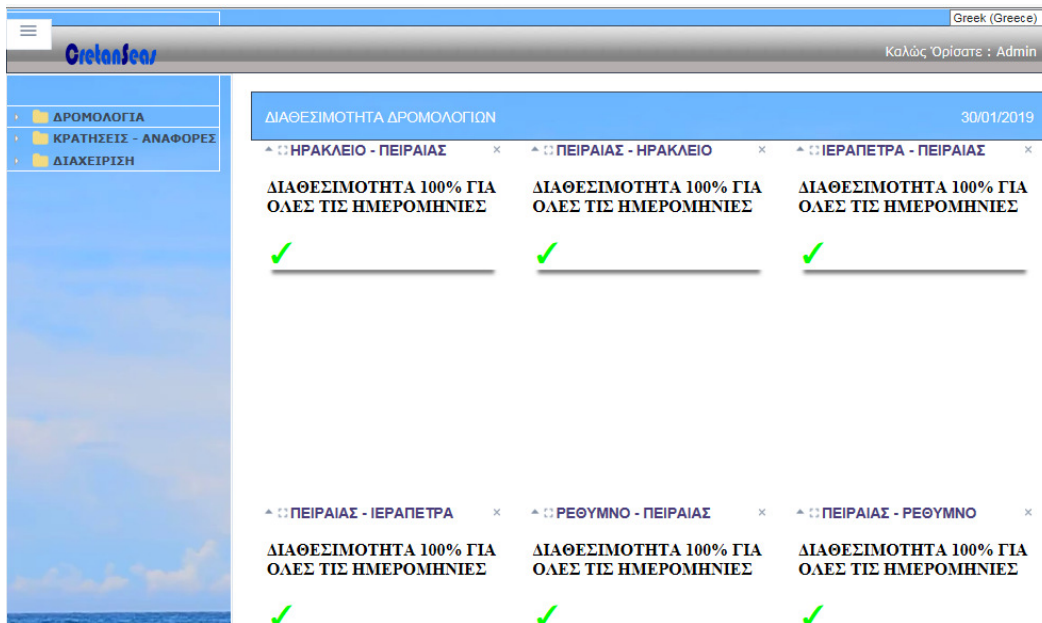 Greek (Greece)
CretanSeas
Καλώς Όρίσατε : Admin
ΔΡΟΜΟΛΟΓΙΑ
ΚΡΑΤΗΣΕΙΣ - ΑΝΑΦΟΡΕΣ
ΔΙΑΧΕΙΡΙΣΗ
ΔΙΑΘΕΣΙΜΟΤΗΤΑ ΔΡΟΜΟΛΟΓΙΩΝ 30/01/2019
ΗΡΑΚΛΕΙΟ - ΠΕΙΡΑΙΑΣ
ΔΙΑΘΕΣΙΜΟΤΗΤΑ 100% ΓΙΑ
ΟΛΕΣ ΤΙΣ ΗΜΕΡΟΜΗΝΙΕΣ
ΠΕΙΡΑΙΑΣ - ΗΡΑΚΛΕΙΟ
ΔΙΑΘΕΣΙΜΟΤΗΤΑ 100% ΓΙΑ
ΟΛΕΣ ΤΙΣ ΗΜΕΡΟΜΗΝΙΕΣ
ΙΕΡΑΠΕΤΡΑ - ΠΕΙΡΑΙΑΣ
ΔΙΑΘΕΣΙΜΟΤΗΤΑ 100% ΓΙΑ
ΟΛΕΣ ΤΙΣ ΗΜΕΡΟΜΗΝΙΕΣ
ΠΕΙΡΑΙΑΣ - ΙΕΡΑΠΕΤΡΑ
ΔΙΑΘΕΣΙΜΟΤΗΤΑ 100% ΓΙΑ
ΟΛΕΣ ΤΙΣ ΗΜΕΡΟΜΗΝΙΕΣ
ΡΕΘΥΜΝΟ - ΠΕΙΡΑΙΑΣ
ΔΙΑΘΕΣΙΜΟΤΗΤΑ 100% ΓΙΑ
ΟΛΕΣ ΤΙΣ ΗΜΕΡΟΜΗΝΙΕΣ
ΠΕΙΡΑΙΑΣ - ΡΕΘΥΜΝΟ
ΔΙΑΘΕΣΙΜΟΤΗΤΑ 100% ΓΙΑ
ΟΛΕΣ ΤΙΣ ΗΜΕΡΟΜΗΝΙΕΣ